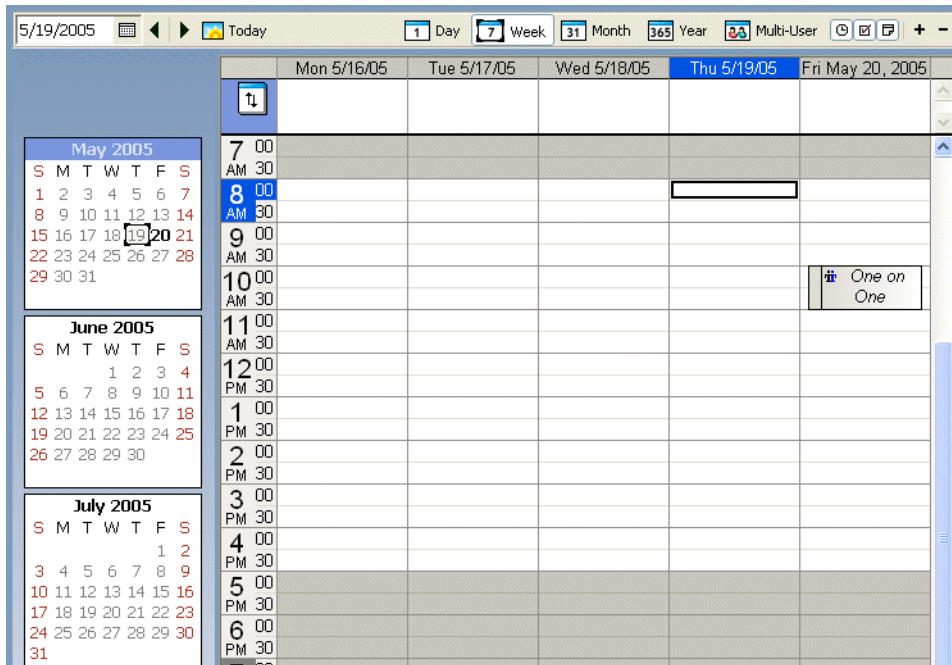 5/19/2005 Today 1 Day 7 Week 31 Month 365 Year Multi-User + -
Mon 5/16/05 Tue 5/17/05 Wed 5/18/05 Thu 5/19/05 Fri May 20, 2005
May 2005
S M T W T F S
1 2 3 4 5 6 7
8 9 10 11 12 13 14
15 16 17 18 19 20 21
22 23 24 25 26 27 28
29 30 31
June 2005
S M T W T F S
1 2 3 4
5 6 7 8 9 10 11
12 13 14 15 16 17 18
19 20 21 22 23 24 25
26 27 28 29 30
July 2005
S M T W T F S
1 2
3 4 5 6 7 8 9
10 11 12 13 14 15 16
17 18 19 20 21 22 23
24 25 26 27 28 29 30
31
7 00
AM 30
8 00
AM 30
9 00
AM 30
10 00
AM 30
11 00
AM 30
12 00
PM 30
1 00
PM 30
2 00
PM 30
3 00
PM 30
4 00
PM 30
5 00
PM 30
6 00
PM 30
One on
One